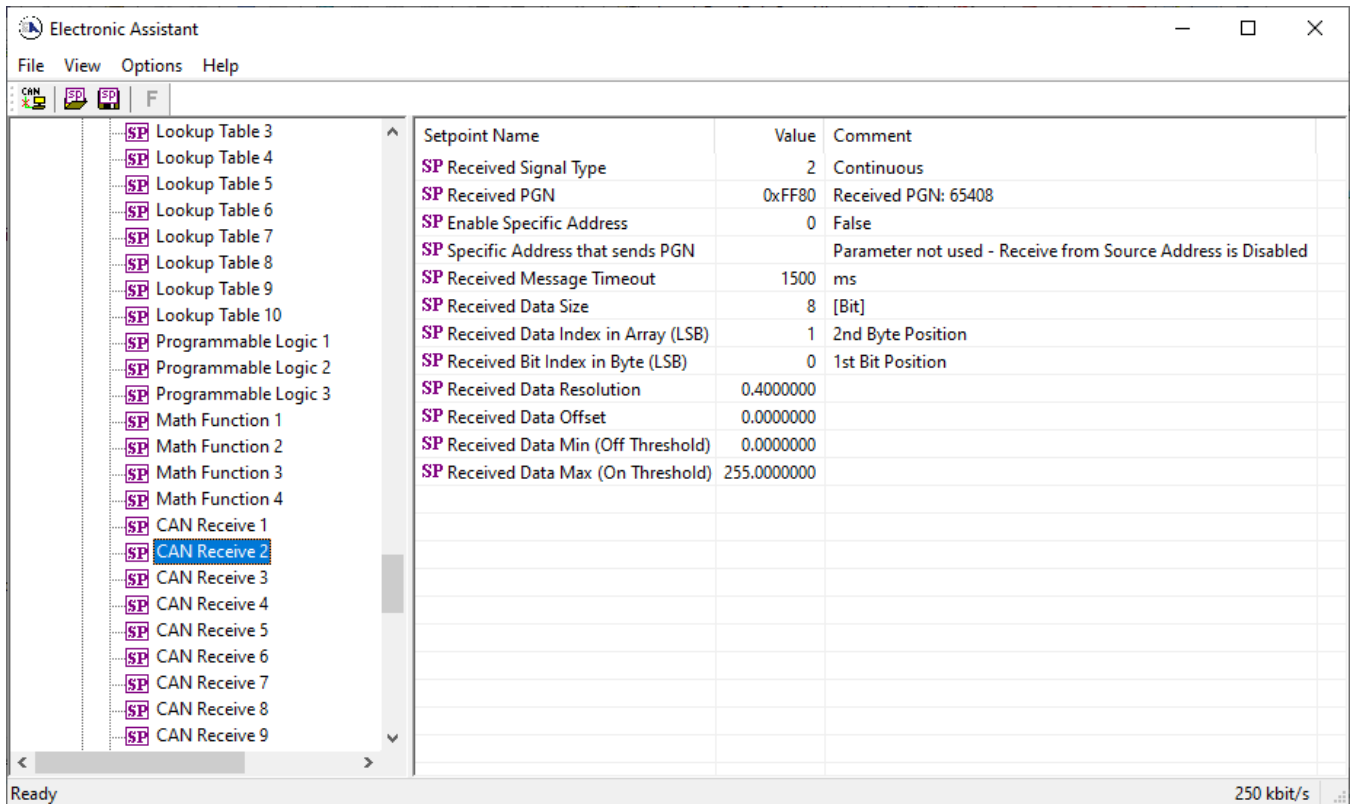 Electronic Assistant
File View Options Help
CAN SP SP F
SP Lookup Table 3
SP Lookup Table 4
SP Lookup Table 5
SP Lookup Table 6
SP Lookup Table 7
SP Lookup Table 8
SP Lookup Table 9
SP Lookup Table 10
SP Programmable Logic 1
SP Programmable Logic 2
SP Programmable Logic 3
SP Math Function 1
SP Math Function 2
SP Math Function 3
SP Math Function 4
SP CAN Receive 1
SP CAN Receive 2
SP CAN Receive 3
SP CAN Receive 4
SP CAN Receive 5
SP CAN Receive 6
SP CAN Receive 7
SP CAN Receive 8
SP CAN Receive 9
Setpoint Name Value Comment
SP Received Signal Type 2 Continuous
SP Received PGN 0xFF80 Received PGN: 65408
SP Enable Specific Address 0 False
SP Specific Address that sends PGN Parameter not used - Receive from Source Address is Disabled
SP Received Message Timeout 1500 ms
SP Received Data Size 8 [Bit]
SP Received Data Index in Array (LSB) 1 2nd Byte Position
SP Received Bit Index in Byte (LSB) 0 1st Bit Position
SP Received Data Resolution 0.4000000
SP Received Data Offset 0.0000000
SP Received Data Min (Off Threshold) 0.0000000
SP Received Data Max (On Threshold) 255.0000000
Ready 250 kbit/s